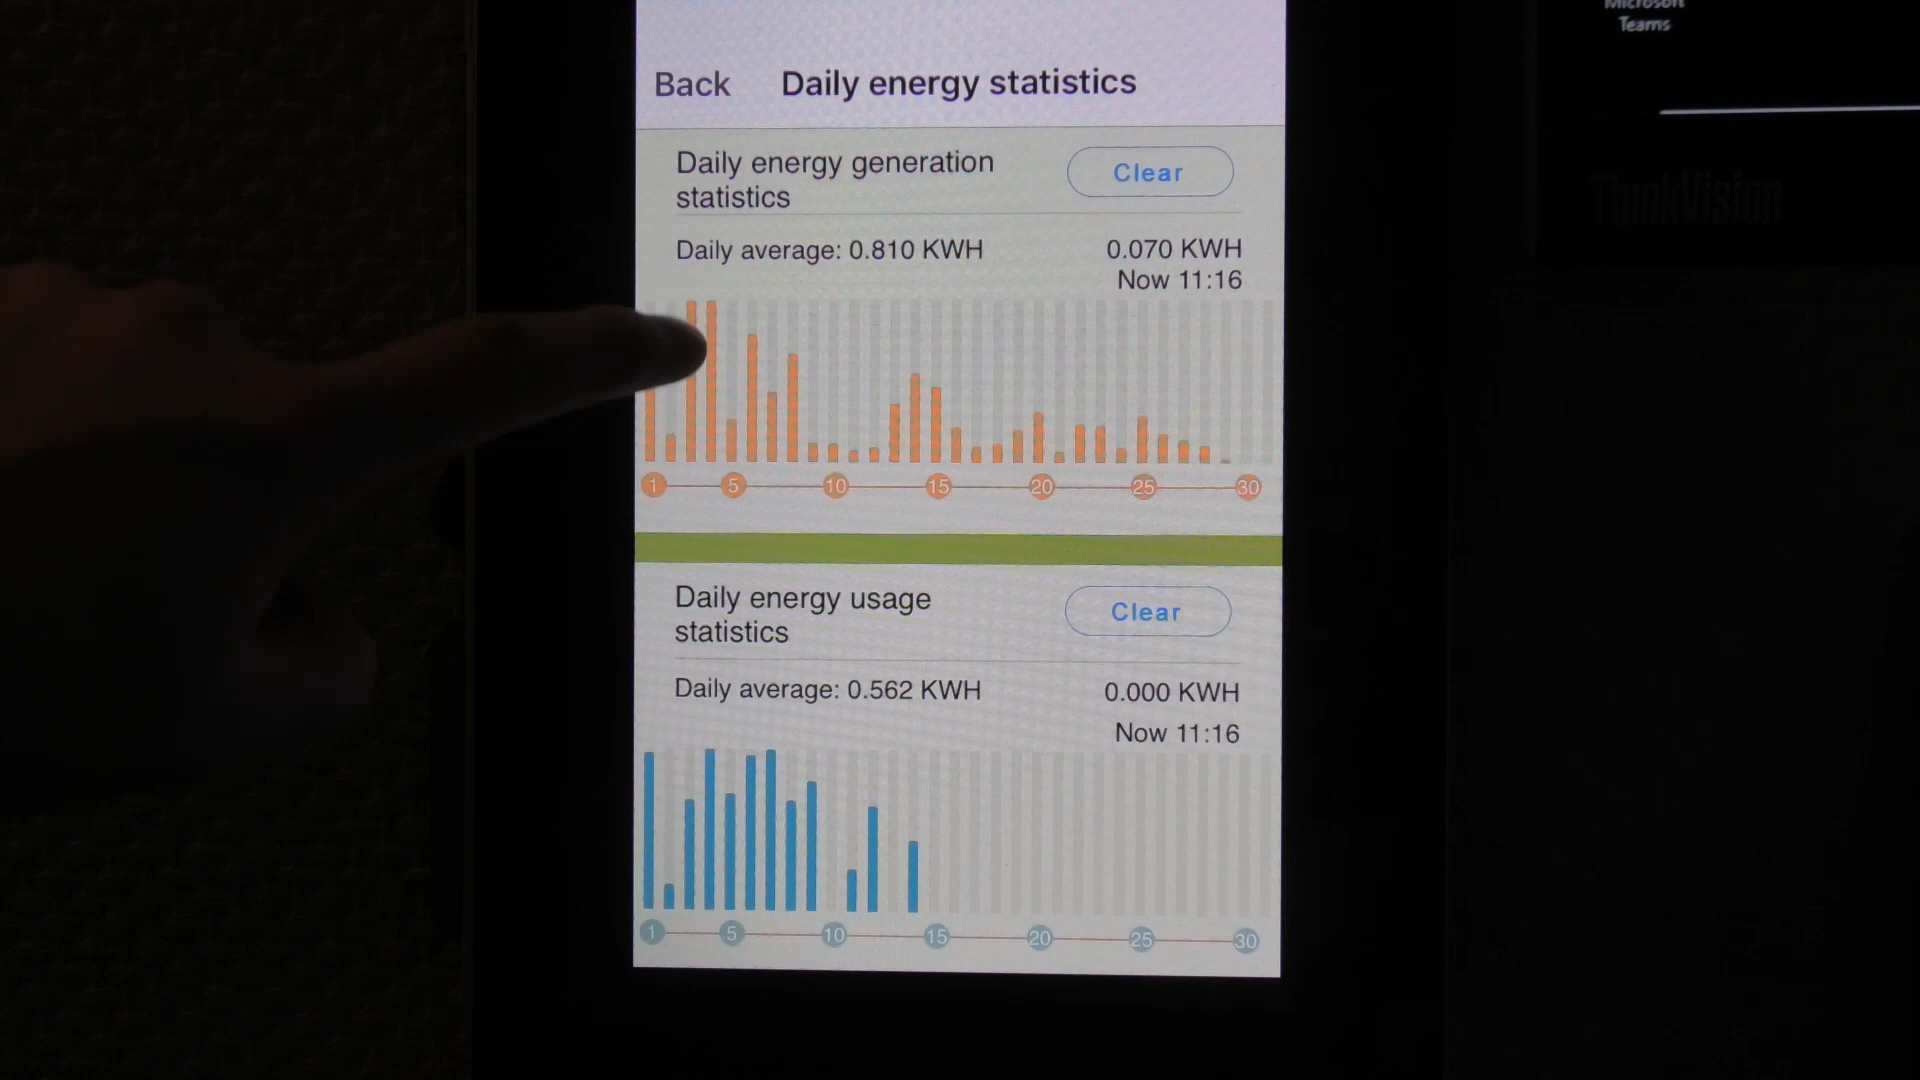 Microsoft
Teams
ThinkVision
Back
Daily energy statistics
Daily energy generation
statistics
Clear
Daily average: 0.810 KWH
0.070 KWH
Now 11:16
1
5
10
15
20
25
30
Daily energy usage
statistics
Clear
Daily average: 0.562 KWH
0.000 KWH
Now 11:16
1
5
10
15
20
25
30